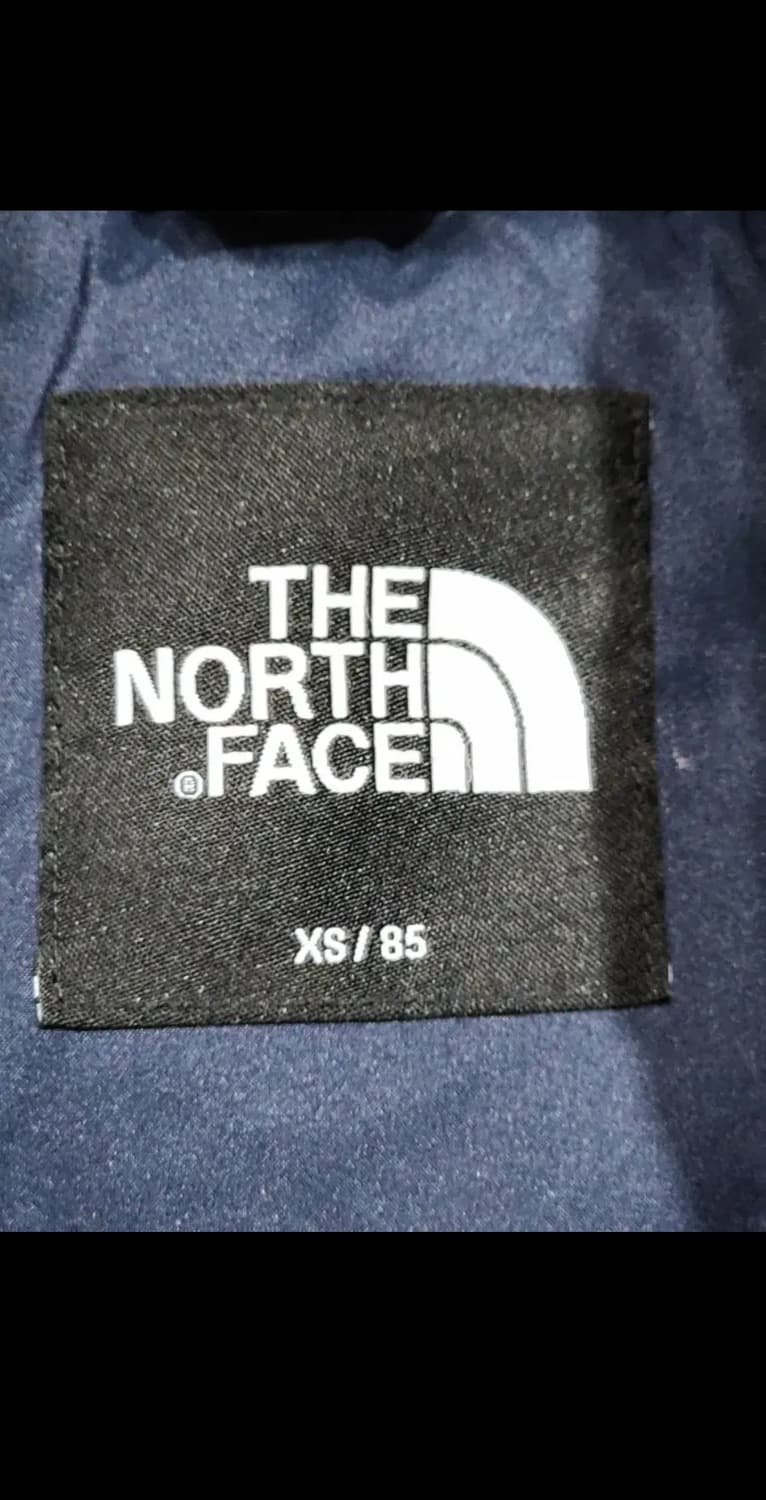 THE
NORTH
®FACE
XS / 85